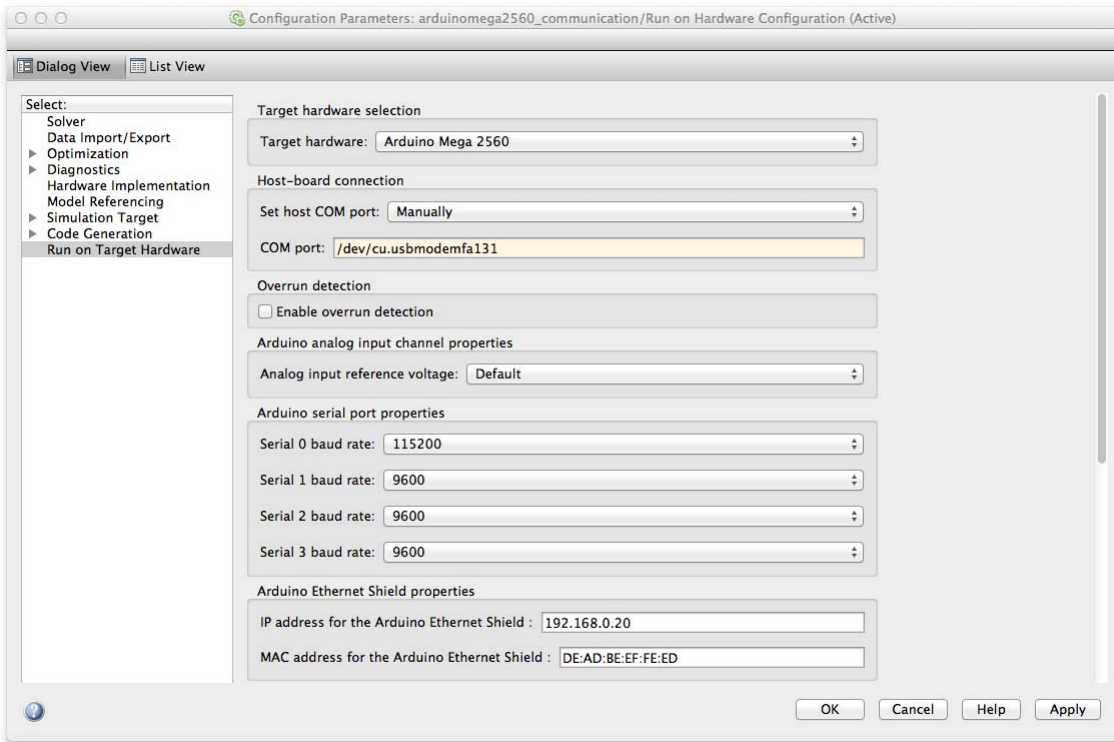 Configuration Parameters: arduinomega2560_communication/Run on Hardware Configuration (Active)
Dialog View List View
Select:
Solver
Data Import/Export
Optimization
Diagnostics
Hardware Implementation
Model Referencing
Simulation Target
Code Generation
Run on Target Hardware
Target hardware selection
Target hardware: Arduino Mega 2560
Host-board connection
Set host COM port: Manually
COM port: /dev/cu.usbmodemfa131
Overrun detection
Enable overrun detection
Arduino analog input channel properties
Analog input reference voltage: Default
Arduino serial port properties
Serial 0 baud rate: 115200
Serial 1 baud rate: 9600
Serial 2 baud rate: 9600
Serial 3 baud rate: 9600
Arduino Ethernet Shield properties
IP address for the Arduino Ethernet Shield : 192.168.0.20
MAC address for the Arduino Ethernet Shield : DE:AD:BE:EF:FE:ED
? OK Cancel Help Apply